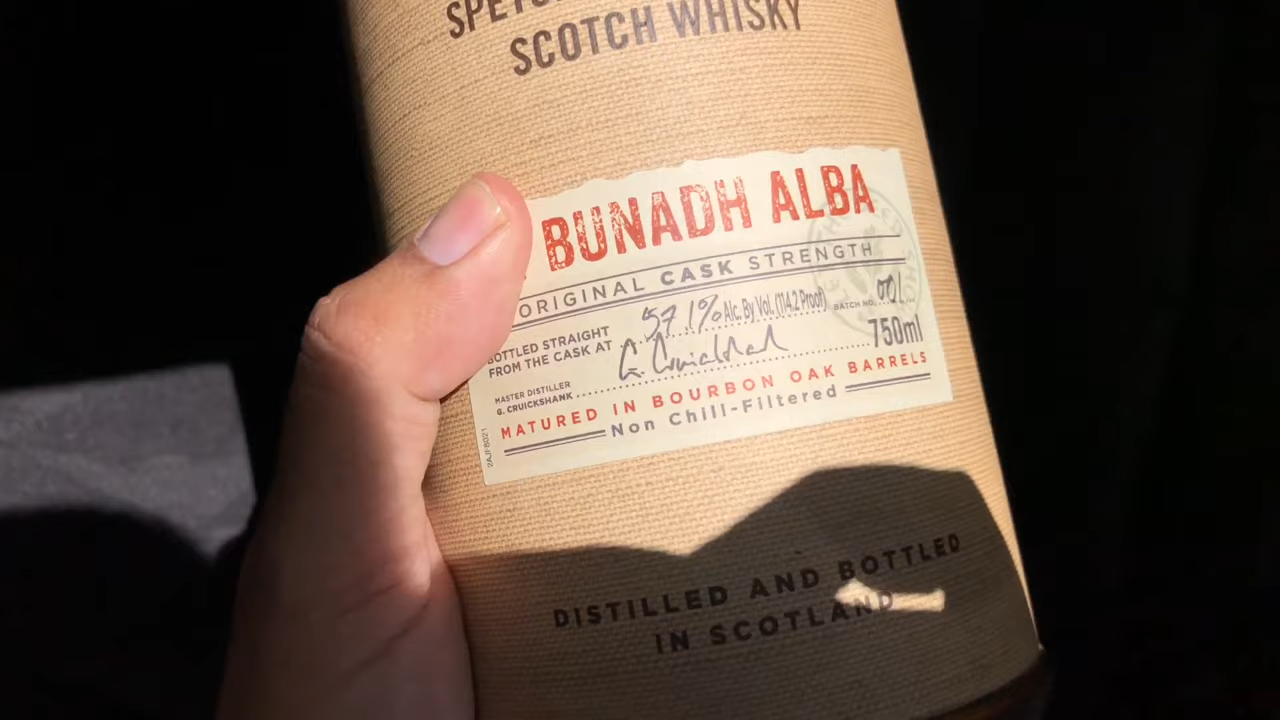 SCOTCH WHISKY
BUNADH ALBA
ORIGINAL CASK STRENGTH
BOTTLED STRAIGHT
FROM THE CASK AT
57.1% Alc. By Vol. (114.2 Proof)
BATCH NO. 001
750ml
MASTER DISTILLER
G. CRUICKSHANK
G. Cruickshank
MATURED IN BOURBON OAK BARRELS
Non Chill-Filtered
DISTILLED AND BOTTLED
IN SCOTLAND